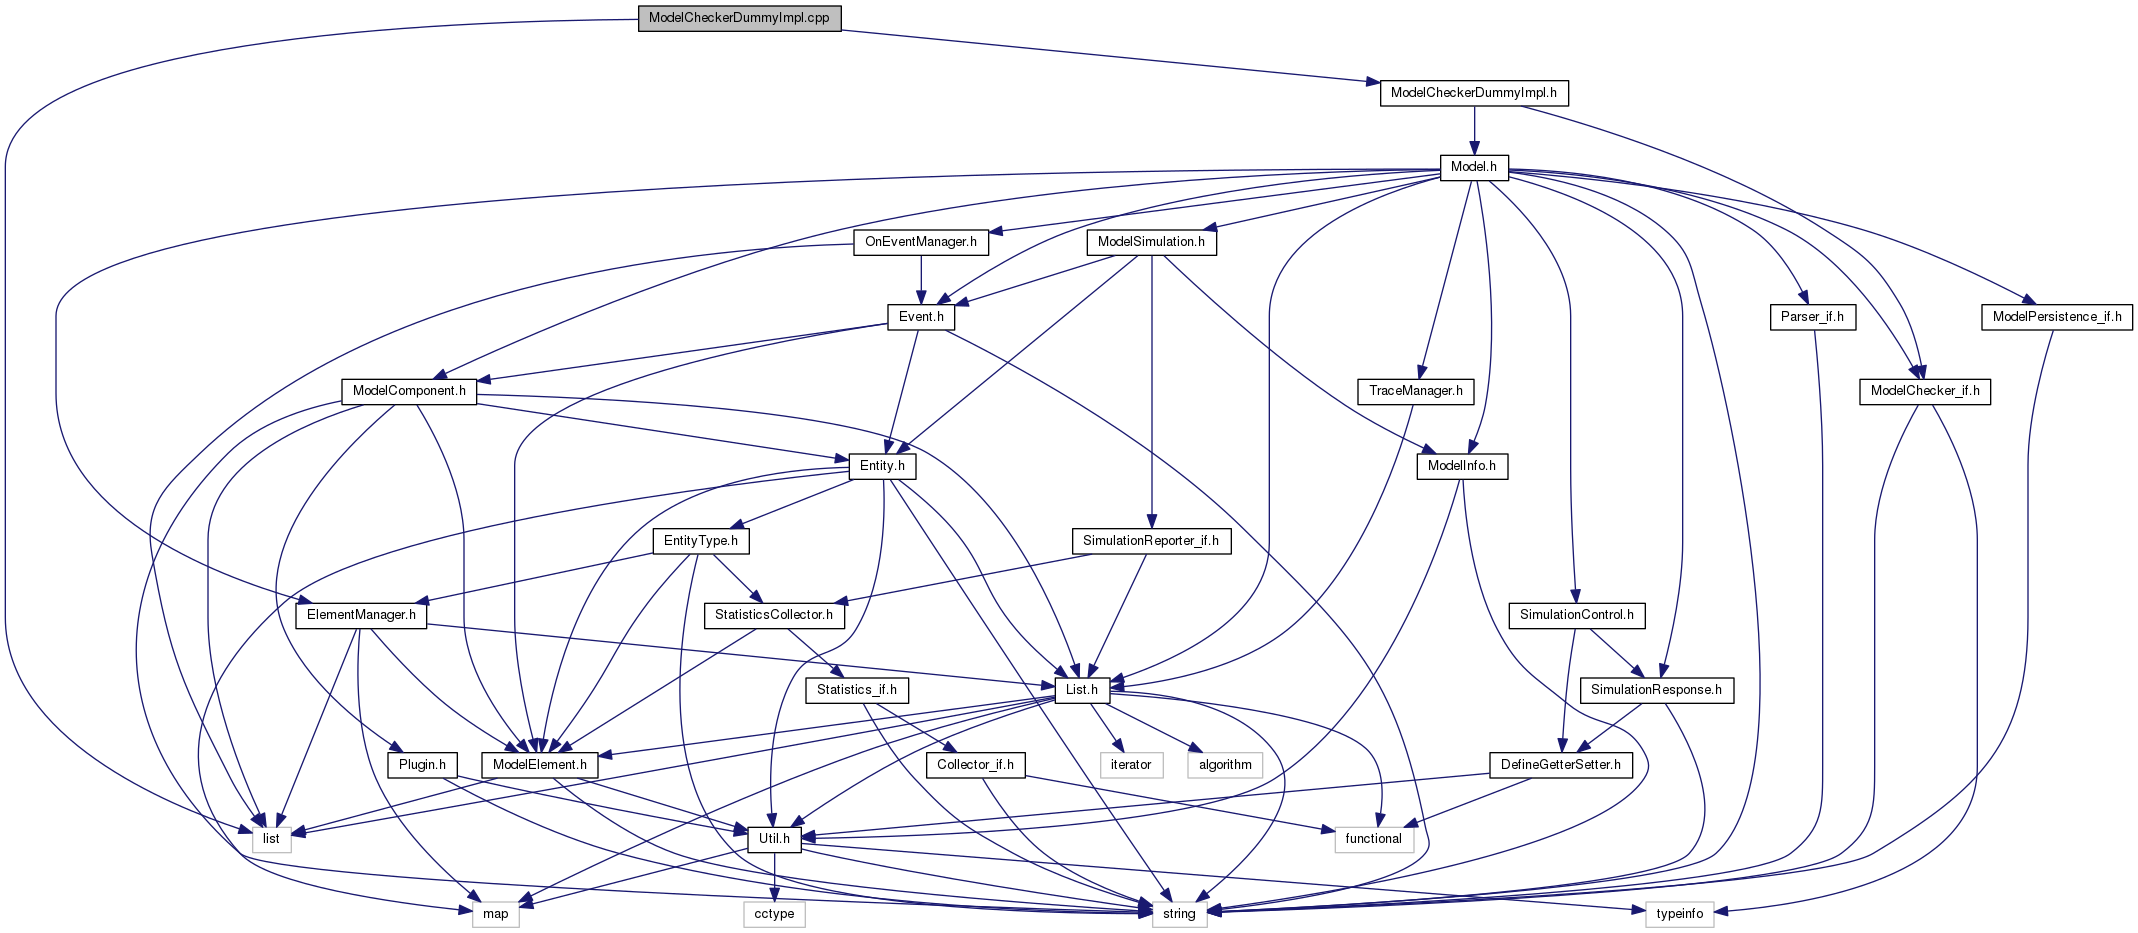 ModelCheckerDummyImpl.cpp
ModelCheckerDummyImpl.h
Model.h
OnEventManager.h
ModelSimulation.h
Event.h
Parser_if.h
ModelPersistence_if.h
ModelComponent.h
TraceManager.h
ModelChecker_if.h
Entity.h
ModelInfo.h
EntityType.h
SimulationReporter_if.h
ElementManager.h
StatisticsCollector.h
SimulationControl.h
Statistics_if.h
List.h
SimulationResponse.h
Plugin.h
ModelElement.h
Collector_if.h
iterator
algorithm
DefineGetterSetter.h
list
Util.h
functional
map
cctype
string
typeinfo